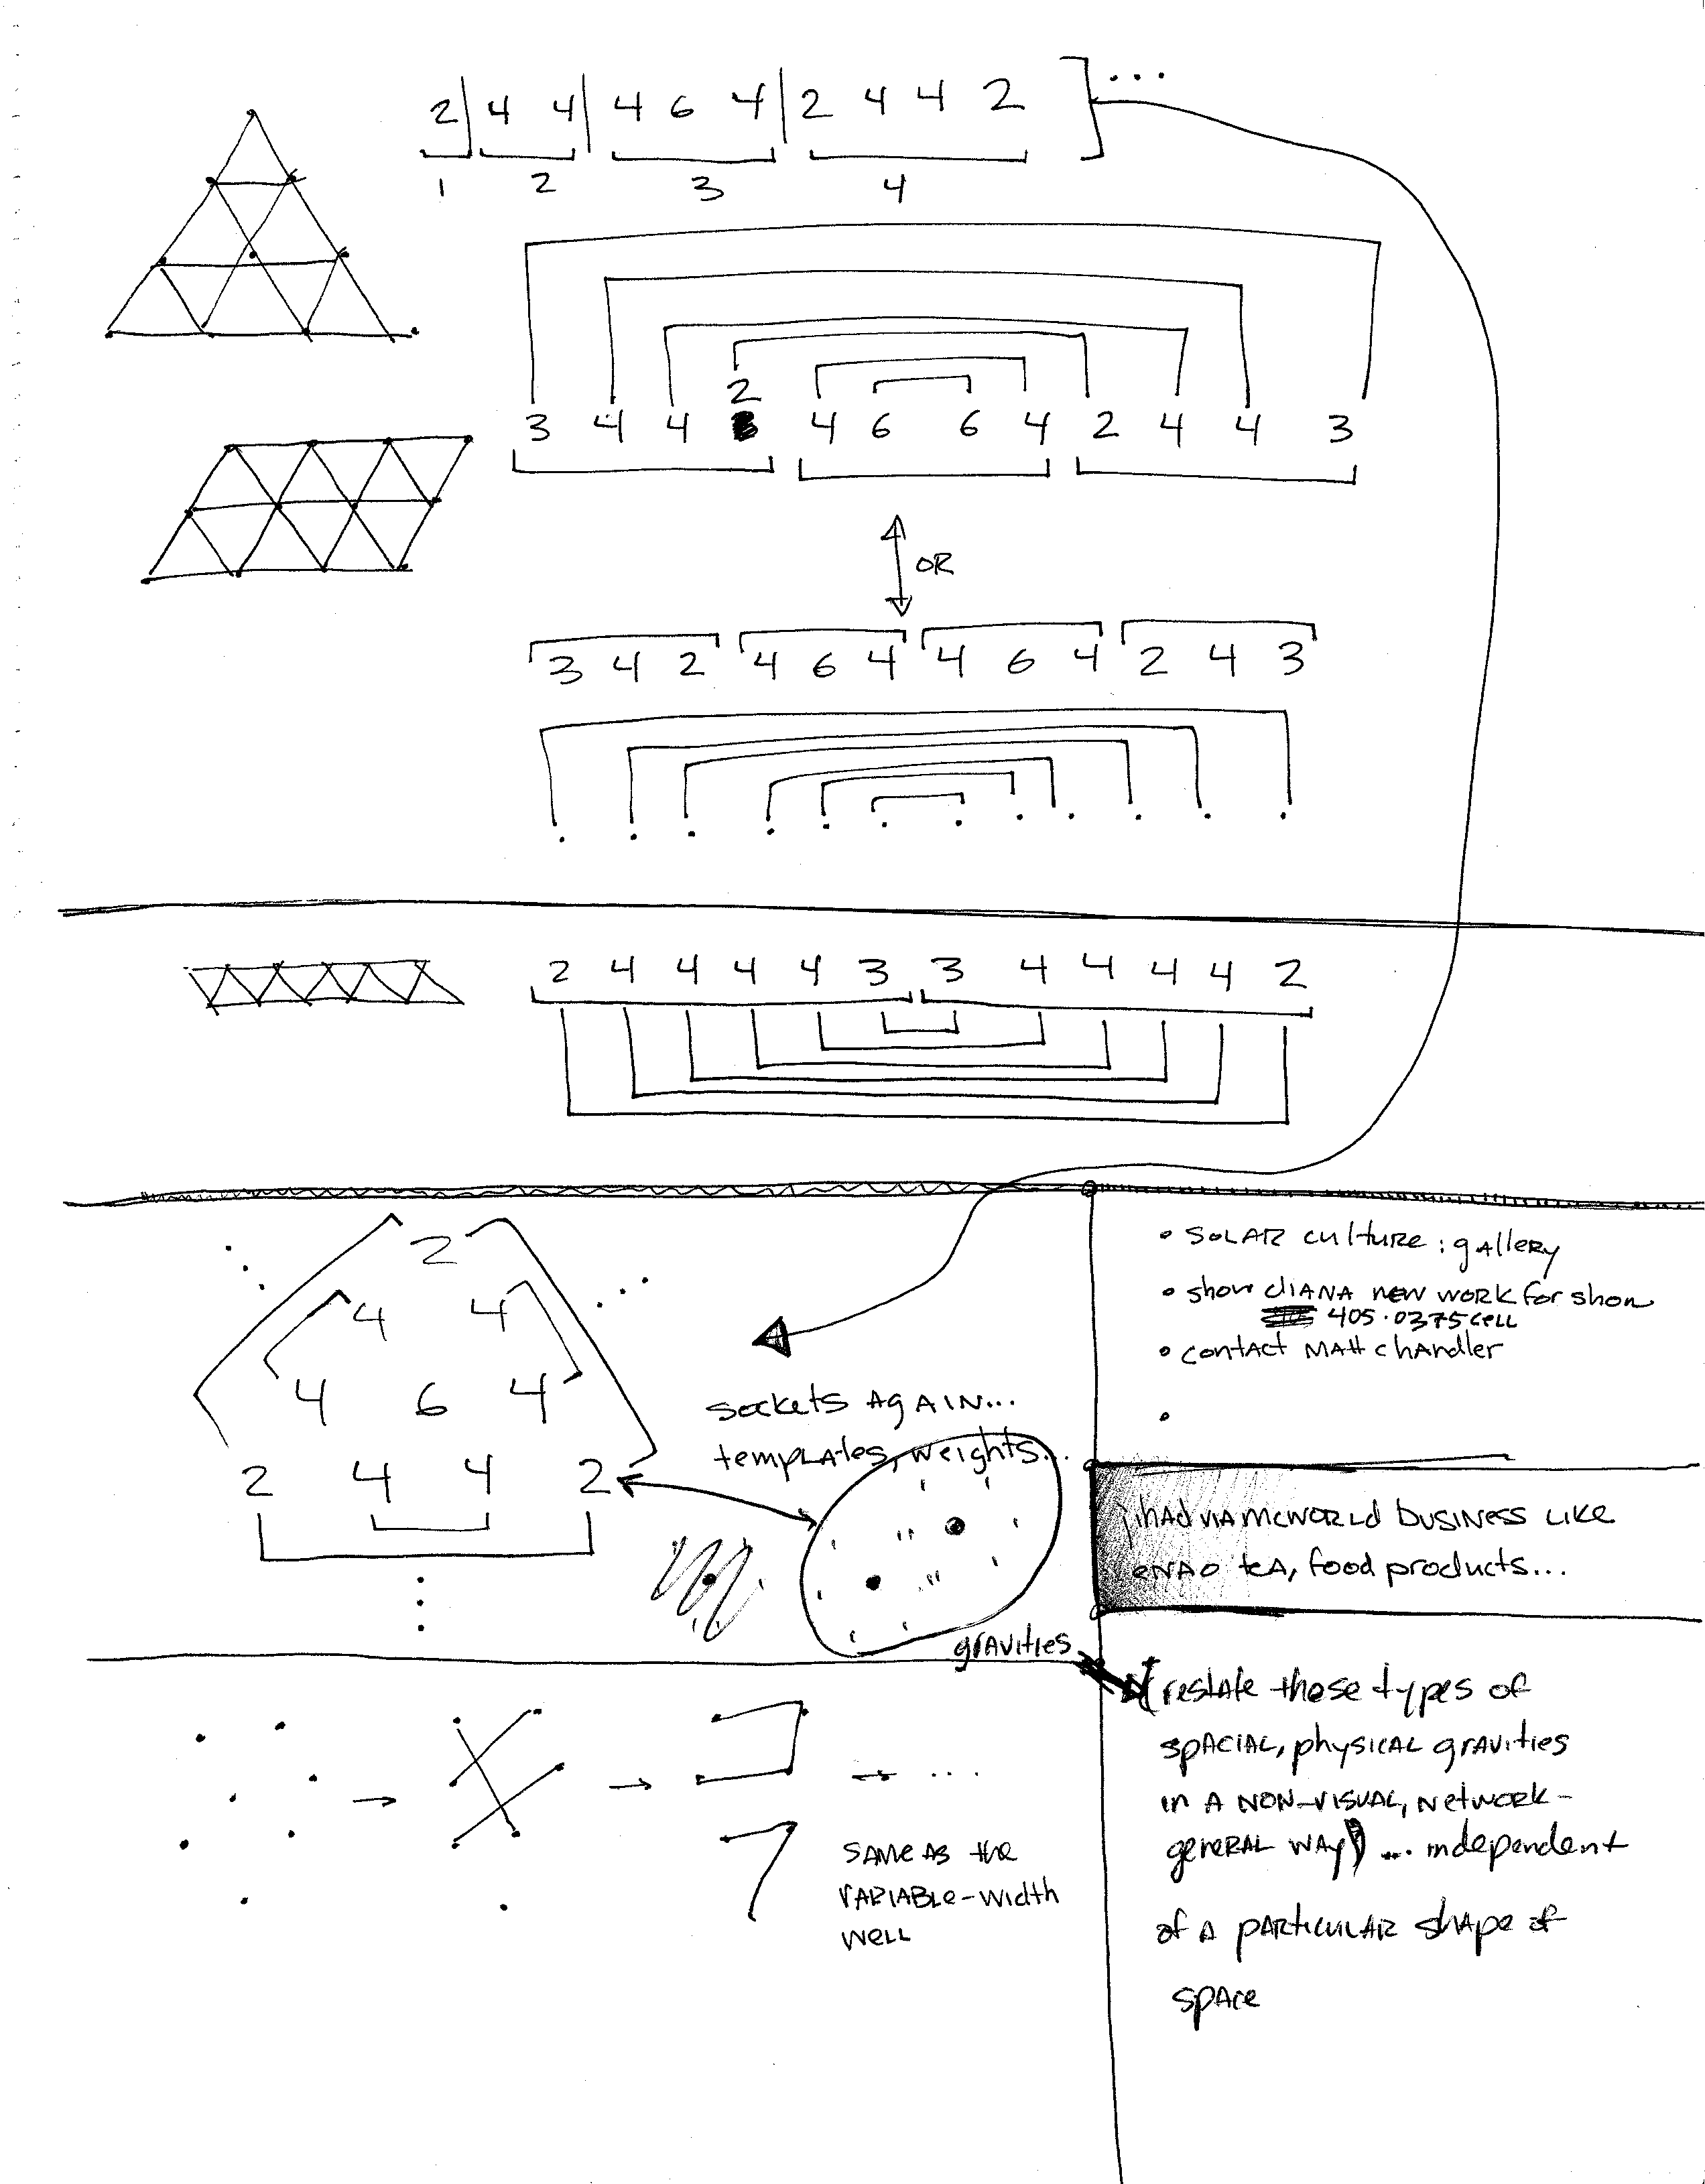 2 | 4 4 | 4 6 4 | 2 4 4 2 ] ...
1 2 3 4
2
3 4 4 4 6 6 4 2 4 4 3
OR
3 4 2 4 6 4 4 6 4 2 4 3
2 4 4 4 4 3 3 4 4 4 4 2
2
4 4
4 6 4
2 4 4 2
sockets AgAIN...
templates, weights...
gravities
• SOLAR culture : gallery
• show DIANA new work for show
405.0375 cell
• contact Matt chandler
•
jihad via mcworld business like
tea, food products...
(restate these types of
spacial, physical gravities
in a non-visual, network-
general way) ... independent
of a particular shape of
space
→ → → ...
same as the
variable-width
well